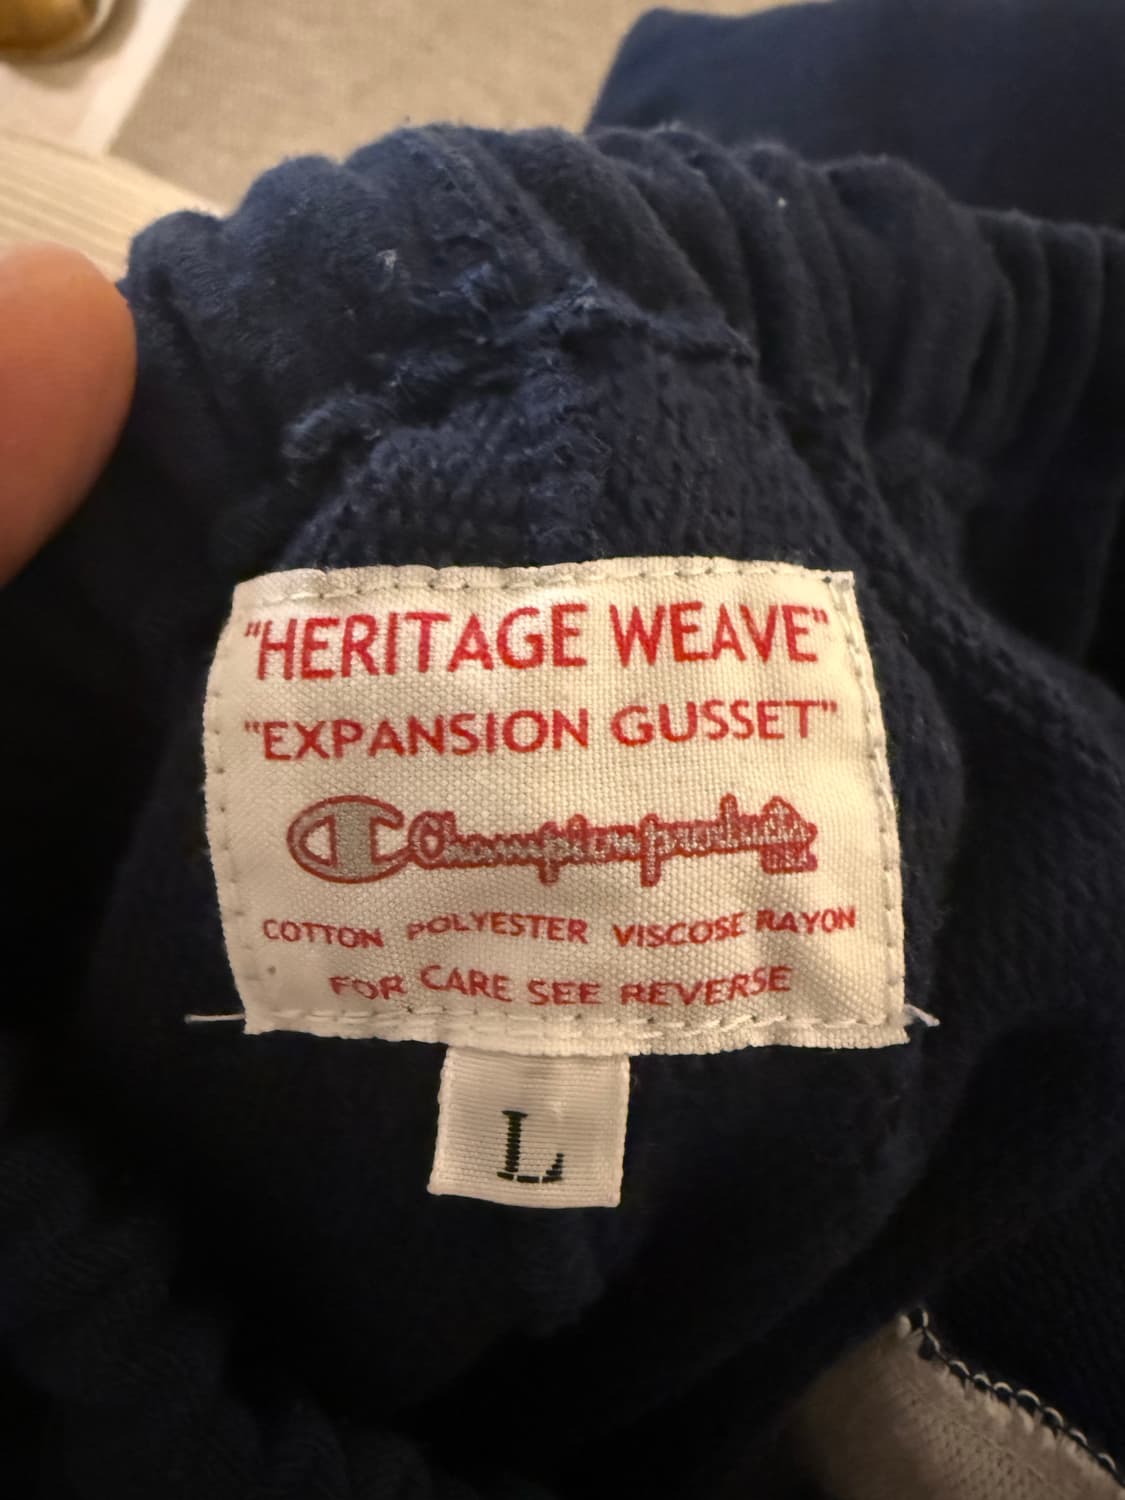 "HERITAGE WEAVE"
"EXPANSION GUSSET"
Champion products
COTTON POLYESTER VISCOSE RAYON
FOR CARE SEE REVERSE
L